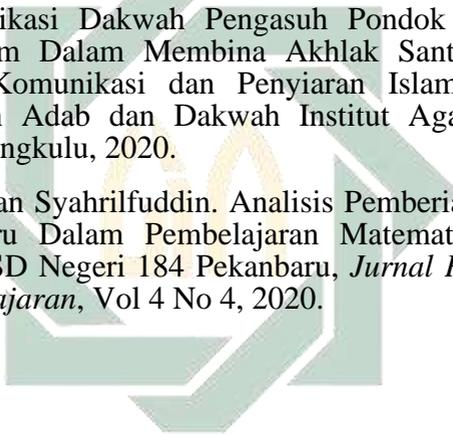 ikasi Dakwah Pengasuh Pondok
m Dalam Membina Akhlak Sant
Komunikasi dan Penyiaran Islam
n Adab dan Dakwah Institut Aga
ngkulu, 2020.
an Syahrilfuddin. Analisis Pemberia
ru Dalam Pembelajaran Matemat
SD Negeri 184 Pekanbaru, Jurnal P
ajaran, Vol 4 No 4, 2020.